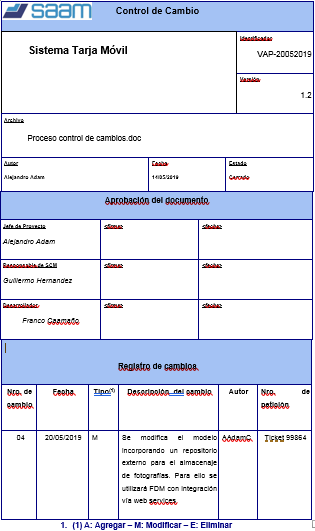 saam
Control de Cambio
Sistema Tarja Móvil
Identificador
VAP-20052019
Versión
1.2
Archivo
Proceso control de cambios.doc
Autor
Fecha
Estado
Alejandro Adam
14/05/2019
Cerrado
Aprobación del documento
Jefe de Proyecto
<firma>
<fecha>
Alejandro Adam
Responsable de SCM
<firma>
<fecha>
Guillermo Hernandez
Desarrollador
<firma>
<fecha>
Franco Caamaño
Registro de cambios
Nro. de cambio
Fecha
Tipo(1)
Descripción del cambio
Autor
Nro. de petición
04
20/05/2019
M
Se modifica el modelo
incorporando un repositorio
externo para el almacenaje
de fotografías. Para ello se
utilizará FDM con integración
vía web services.
AAdamC.
Ticket 99864
1. (1) A: Agregar – M: Modificar – E: Eliminar